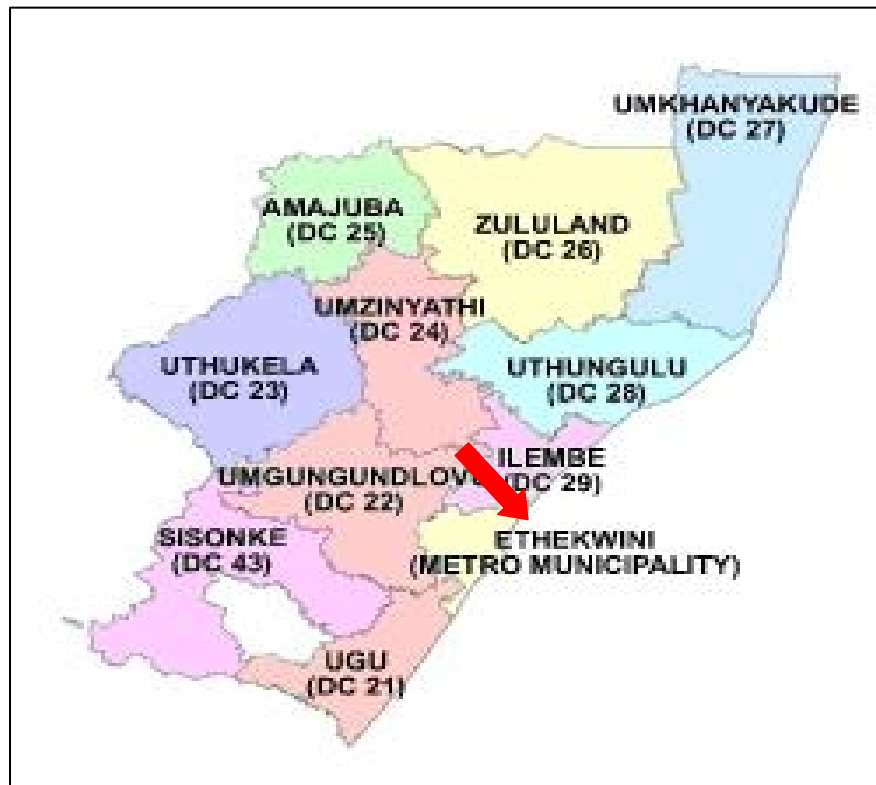 UMKHANYAKUDE
(DC 27)
AMAJUBA
(DC 25)
ZULULAND
(DC 26)
UMZINYATHI
(DC 24)
UTHUKELA
(DC 23)
UTHUNGULU
(DC 28)
ILEMBE
(DC 29)
(DC 22)
SISONKE
(DC 43)
ETHEKWINI
(METRO MUNICIPALITY)
UGU
(DC 21)